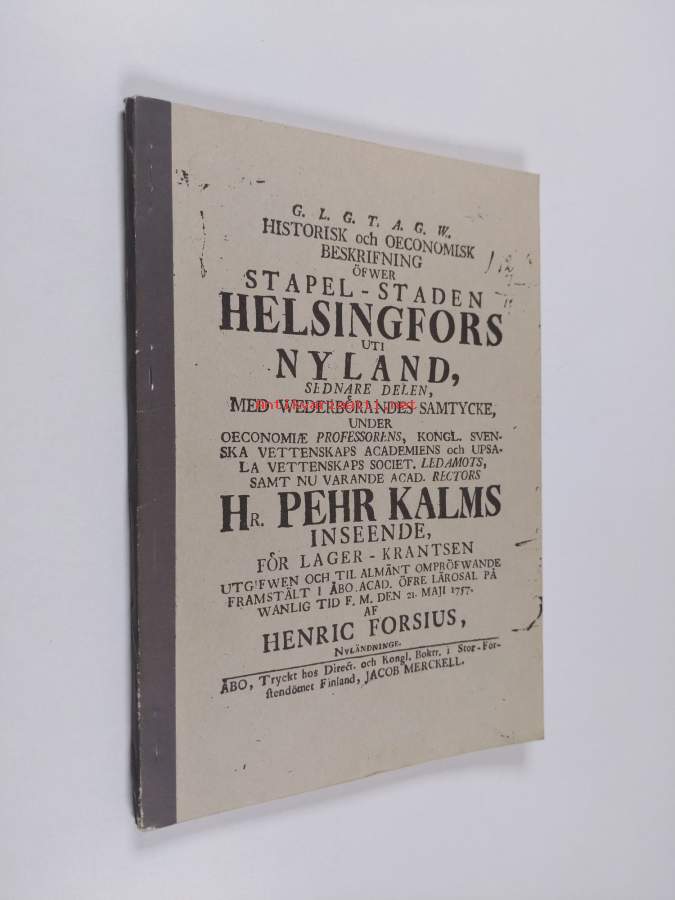 G. L. G. T. A. G. W.
HISTORISK och OECONOMISK
BESKRIFNING
ÖFWER
STAPEL-STADEN
HELSINGFORS
UTI
NYLAND,
SEDNARE DELEN,
MED WEDERBÖRANDES SAMTYCKE,
UNDER
OECONOMIÆ PROFESSORENS, KONGL. SVEN-
SKA VETTENSKAPS ACADEMIENS och UPSA-
LA VETTENSKAPS SOCIET. LEDAMOTS,
SAMT NU VARANDE ACAD. RECTORS
HR. PEHR KALMS
INSEENDE,
FÖR LAGER-KRANTSEN
UTGIFWEN OCH TIL ALMÄNT OMPRÖFWANDE
FRAMSTÄLT I ÅBO ACAD. ÖFRE LÄROSAL PÅ
WANLIG TID F. M. DEN 21. MAJI 1757.
AF
HENRIC FORSIUS,
NYLÄNDNINGE.
ÅBO, Tryckt hos Direct. och Kongl. Boktr. i Stor-För-
stendömet Finland, JACOB MERCKELL.